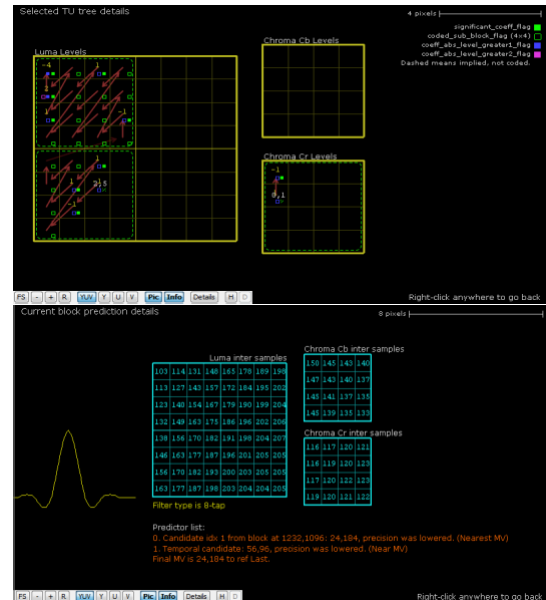 Selected TU tree details
4 pixels
significant_coeff_flag
coded_sub_block_flag (4x4)
coeff_abs_level_greater1_flag
coeff_abs_level_greater2_flag
Dashed means implied, not coded.
Luma Levels
Chroma Cb Levels
-4 1
1
1 -1
Chroma Cr Levels
-1
0,1
1
1
-1
FS - + R YUV Y U V Pic Info Details H D
Right-click anywhere to go back
Current block prediction details
8 pixels
Luma inter samples
103 114 131 148 165 178 189 198
113 127 143 157 172 184 195 202
123 140 154 167 179 190 199 204
132 149 163 175 186 196 202 206
138 156 170 182 191 198 204 207
146 163 177 187 196 201 205 205
156 170 182 193 200 203 205 205
163 177 187 198 203 204 204 205
Filter type is 8-tap
Chroma Cb inter samples
150 145 143 140
147 143 140 137
145 141 137 135
145 139 135 133
Chroma Cr inter samples
116 117 120 121
116 119 120 123
117 120 122 123
119 120 121 122
Predictor list:
0. Candidate idx 1 from block at 1232,1096: 24,184, precision was lowered. (Nearest MV)
1. Temporal candidate: 56,96, precision was lowered. (Near MV)
Final MV is 24,184 to ref Last.
FS - + R YUV Y U V Pic Info Details H D
Right-click anywhere to go back